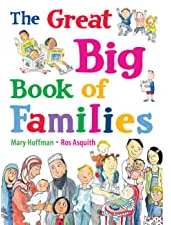 The Great
Big
Book of
Families
Mary Hoffman • Ros Asquith